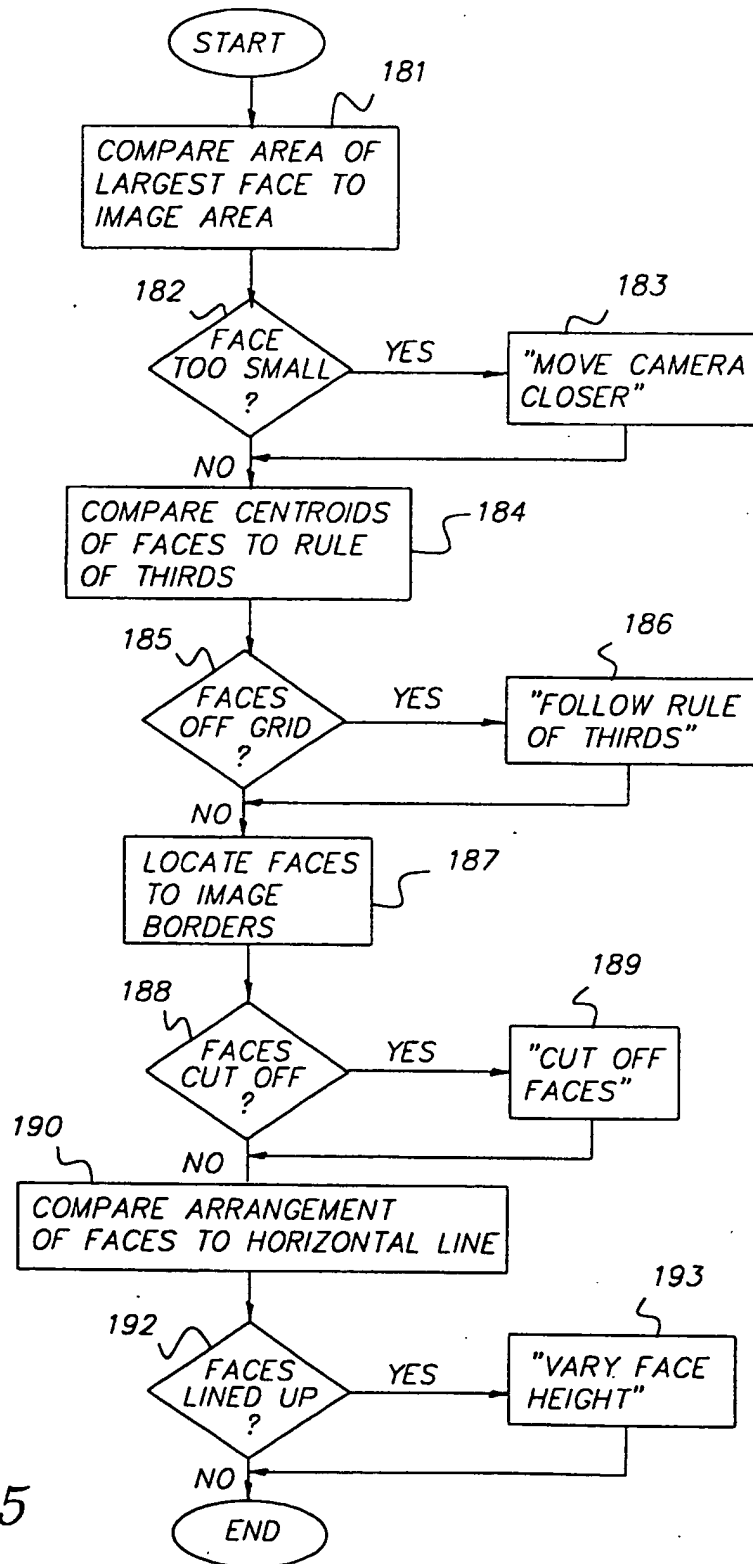 START
181
COMPARE AREA OF
LARGEST FACE TO
IMAGE AREA
182
FACE
TOO SMALL
?
YES
183
"MOVE CAMERA
CLOSER"
NO
COMPARE CENTROIDS
OF FACES TO RULE
OF THIRDS
184
185
FACES
OFF GRID
?
YES
186
"FOLLOW RULE
OF THIRDS"
NO
LOCATE FACES
TO IMAGE
BORDERS
187
188
FACES
CUT OFF
?
YES
189
"CUT OFF
FACES"
NO
190
COMPARE ARRANGEMENT
OF FACES TO HORIZONTAL LINE
192
FACES
LINED UP
?
YES
193
"VARY FACE
HEIGHT"
NO
END
5